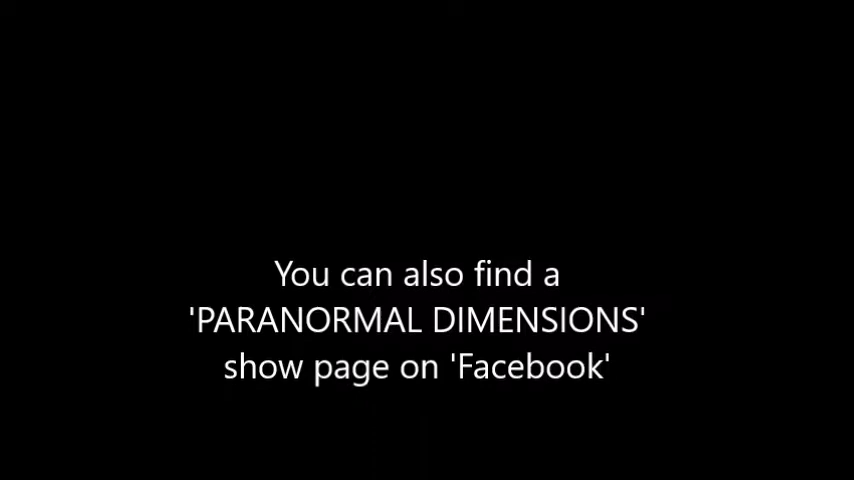 You can also find a
'PARANORMAL DIMENSIONS'
show page on 'Facebook'